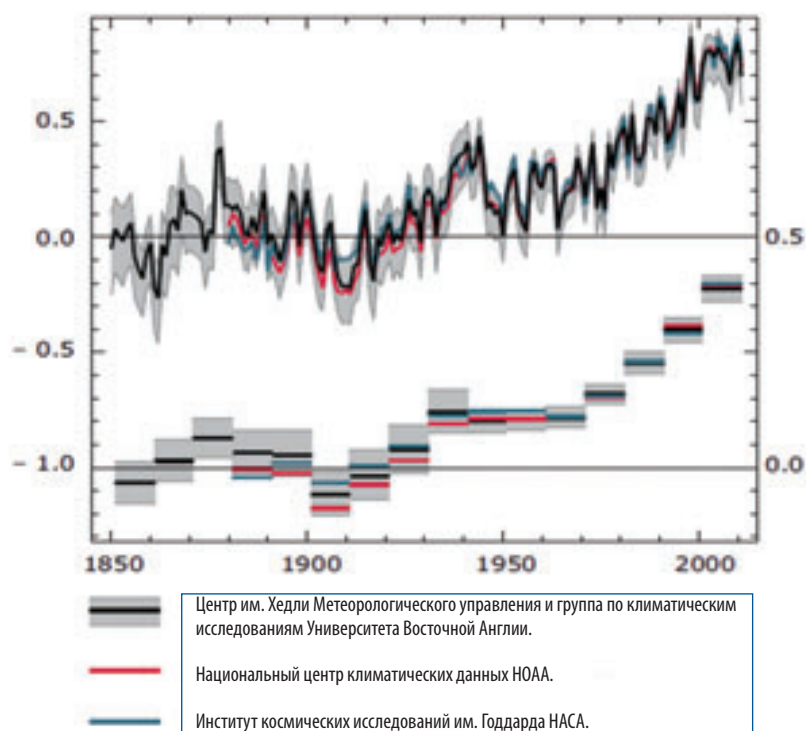 0.5
0.0
0.5
– 0.5
– 1.0
0.0
1850
1900
1950
2000
Центр им. Хедли Метеорологического управления и группа по климатическим
исследованиям Университета Восточной Англии.
Национальный центр климатических данных НОАА.
Институт космических исследований им. Годдарда НАСА.